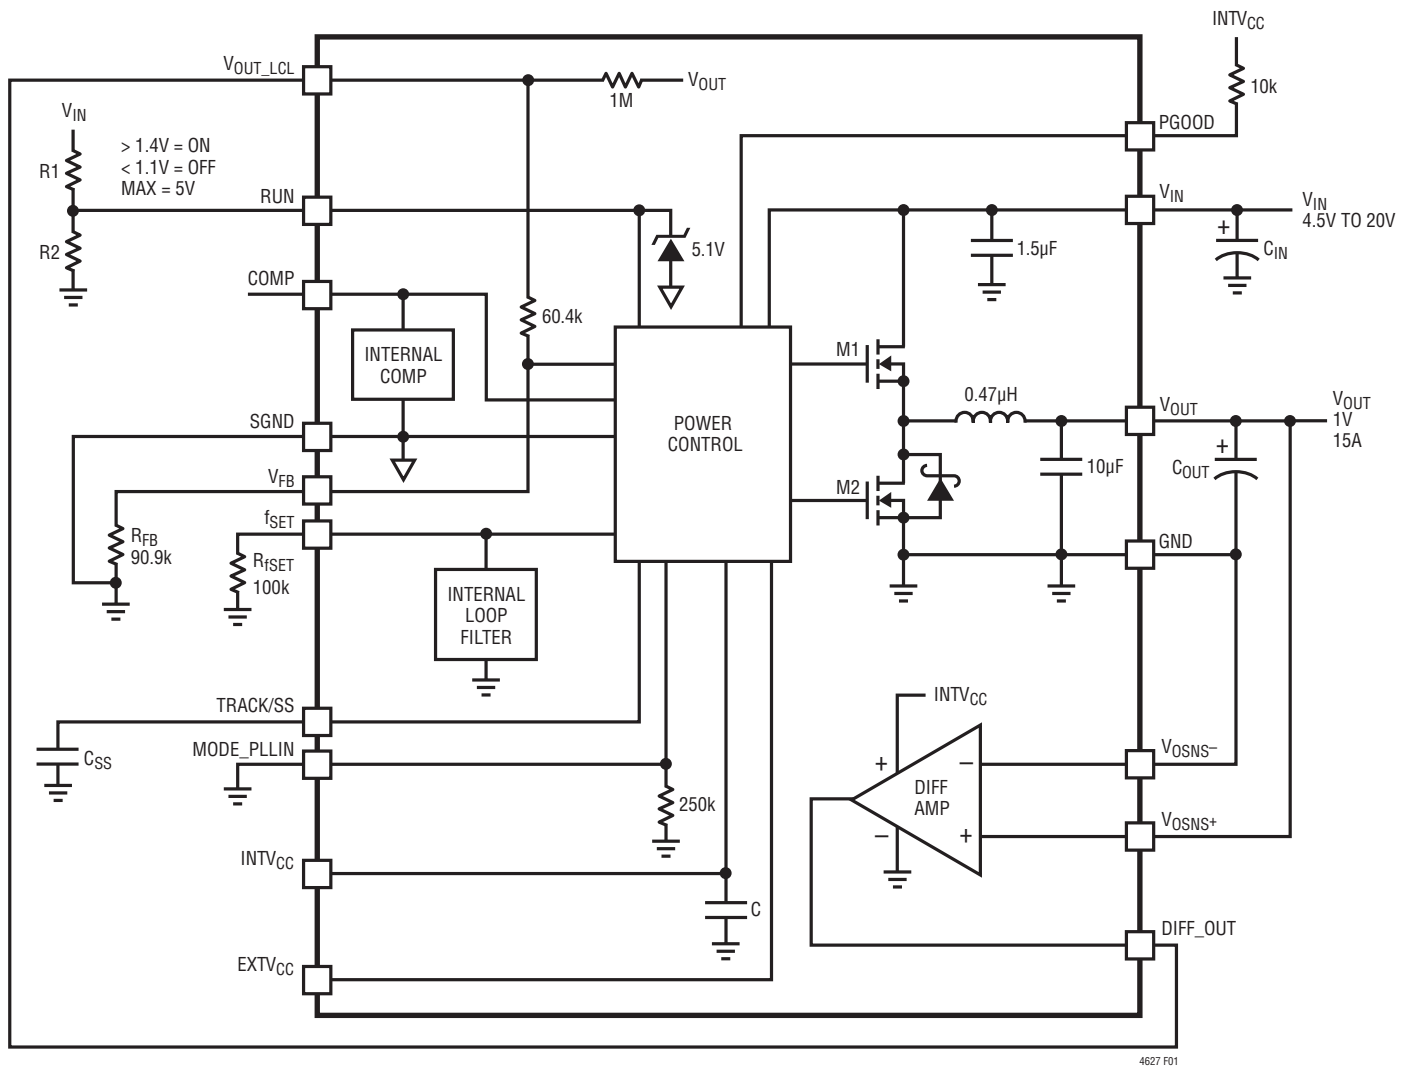 INTVCC
10k
VOUT_LCL
1M
VOUT
PGOOD
VIN
> 1.4V = ON
< 1.1V = OFF
MAX = 5V
R1
R2
RUN
5.1V
VIN
VIN
4.5V TO 20V
1.5µF
CIN
COMP
60.4k
INTERNAL
COMP
POWER
CONTROL
M1
0.47µH
VOUT
VOUT
1V
15A
10µF
COUT
M2
GND
SGND
VFB
fSET
RFB
90.9k
RfSET
100k
INTERNAL
LOOP
FILTER
TRACK/SS
CSS
MODE_PLLIN
250k
INTVCC
C
EXTVCC
INTVCC
+
–
DIFF
AMP
–
+
VOSNS–
VOSNS+
DIFF_OUT
+
+
4627 F01